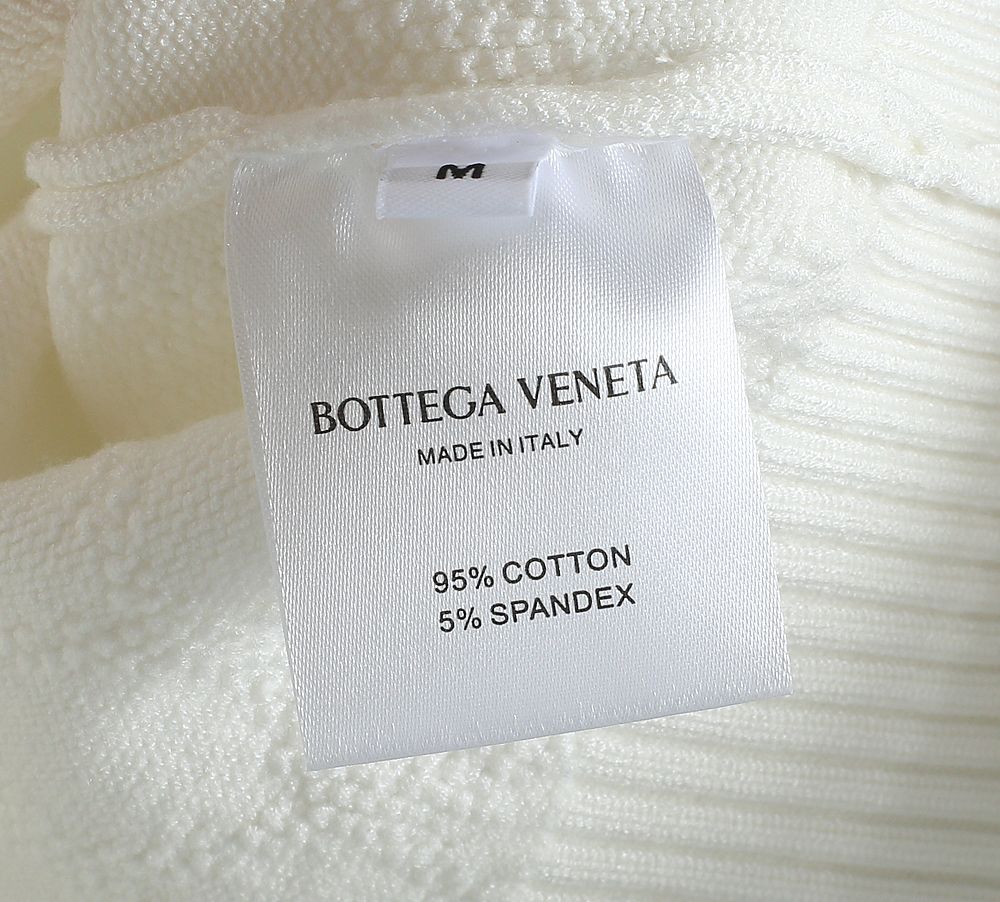 M
BOTTEGA VENETA
MADE IN ITALY
95% COTTON
5% SPANDEX